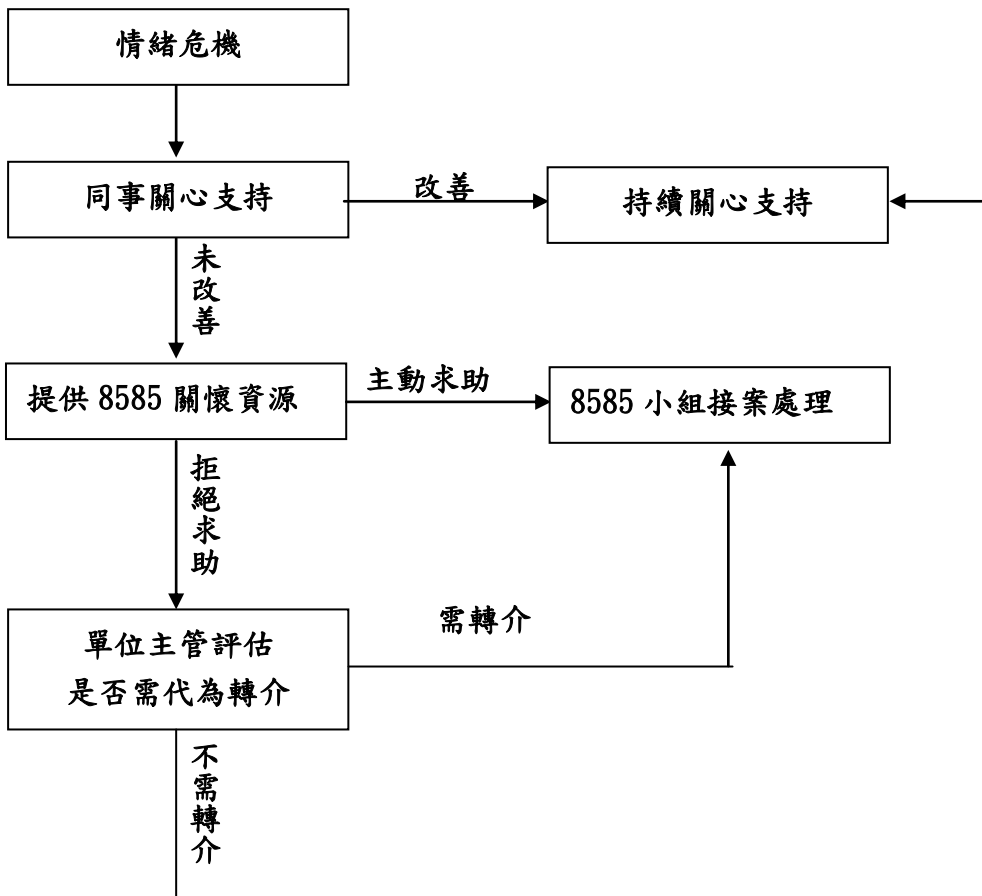 情緒危機
同事關心支持
改善
持續關心支持
未改善
提供 8585 關懷資源
主動求助
8585 小組接案處理
拒絕求助
單位主管評估
是否需代為轉介
需轉介
不需轉介